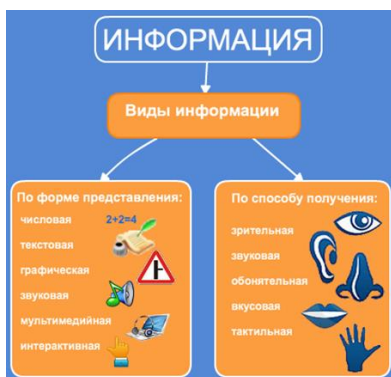 ИНФОРМАЦИЯ
Виды информации
По форме представления:
числовая 2+2=4
текстовая
графическая
звуковая
мультимедийная
интерактивная
По способу получения:
зрительная
звуковая
обонятельная
вкусовая
тактильная